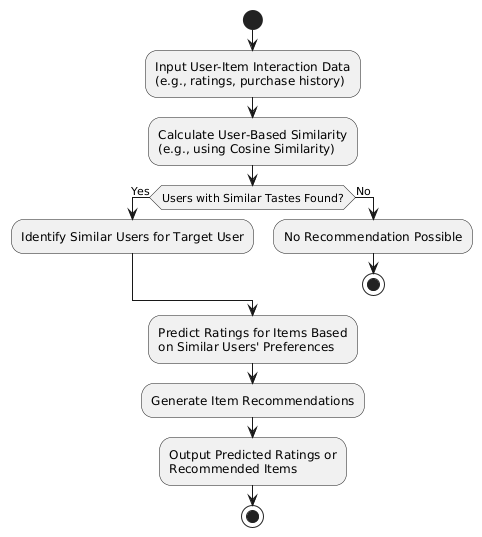 Input User-Item Interaction Data
(e.g., ratings, purchase history)
Calculate User-Based Similarity
(e.g., using Cosine Similarity)
Users with Similar Tastes Found?
Yes
No
Identify Similar Users for Target User
No Recommendation Possible
Predict Ratings for Items Based
on Similar Users' Preferences
Generate Item Recommendations
Output Predicted Ratings or
Recommended Items